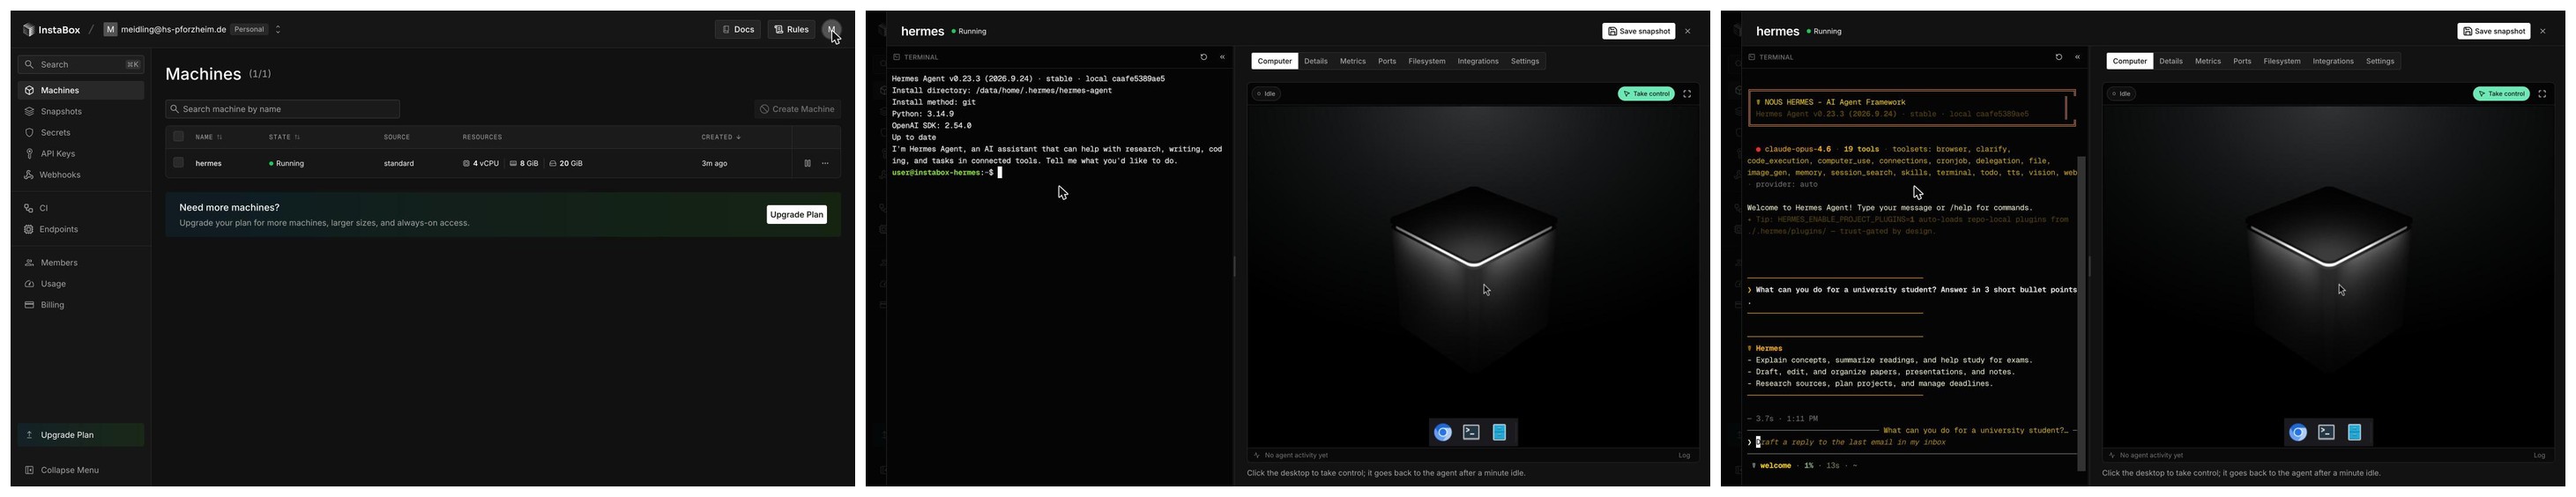 InstaBox / M meidling@hs-pforzheim.de Personal
Docs
Rules
M
Search ⌘K
Machines
Snapshots
Secrets
API Keys
Webhooks
CI
Endpoints
Members
Usage
Billing
Upgrade Plan
Collapse Menu
Machines (1/1)
Search machine by name
Create Machine
NAME STATE SOURCE RESOURCES CREATED
hermes Running standard 4 vCPU 8 GiB 20 GiB 3m ago
Need more machines?
Upgrade your plan for more machines, larger sizes, and always-on access.
Upgrade Plan
hermes Running
Save snapshot
TERMINAL
Hermes Agent v0.23.3 (2026.9.24) · stable · local caafe5389ae5
Install directory: /data/home/.hermes/hermes-agent
Install method: git
Python: 3.14.9
OpenAI SDK: 2.54.0
Up to date
I'm Hermes Agent, an AI assistant that can help with research, writing, cod
ing, and tasks in connected tools. Tell me what you'd like to do.
user@instabox-hermes:~$
Computer Details Metrics Ports Filesystem Integrations Settings
Idle
Take control
No agent activity yet
Log
Click the desktop to take control; it goes back to the agent after a minute idle.
hermes Running
Save snapshot
TERMINAL
NOUS HERMES - AI Agent Framework
Hermes Agent v0.23.3 (2026.9.24) · stable · local caafe5389ae5
claude-opus-4.6 · 19 tools · toolsets: browser, clarify,
code_execution, computer_use, connections, cronjob, delegation, file,
image_gen, memory, session_search, skills, terminal, todo, tts, vision, web
· provider: auto
Welcome to Hermes Agent! Type your message or /help for commands.
Tip: HERMES_ENABLE_PROJECT_PLUGINS=1 auto-loads repo-local plugins from
./.hermes/plugins/ — trust-gated by design.
❯ What can you do for a university student? Answer in 3 short bullet points
.
Hermes
- Explain concepts, summarize readings, and help study for exams.
- Draft, edit, and organize papers, presentations, and notes.
- Research sources, plan projects, and manage deadlines.
— 3.7s · 1:11 PM
What can you do for a university student?…
❯ Draft a reply to the last email in my inbox
welcome · 1% · 13s · ~
Computer Details Metrics Ports Filesystem Integrations Settings
Idle
Take control
No agent activity yet
Log
Click the desktop to take control; it goes back to the agent after a minute idle.